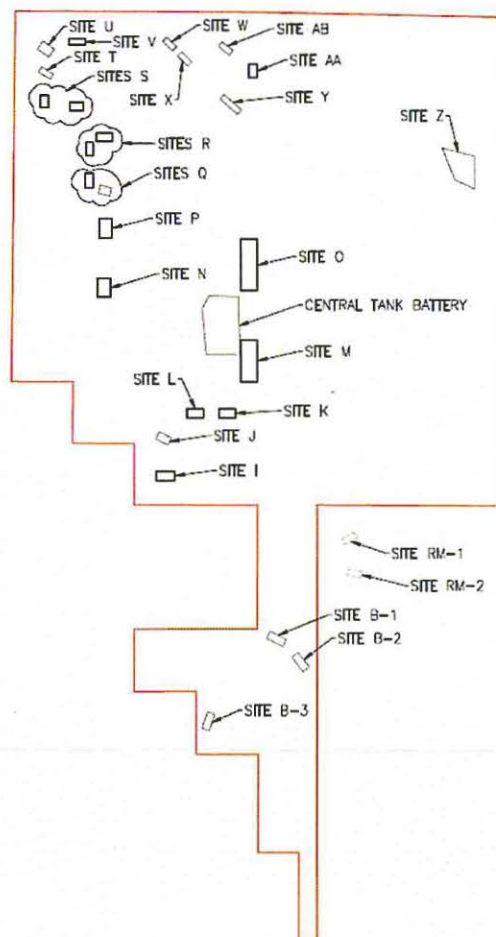 SITE U
SITE V
SITE W
SITE AB
SITE T
SITES S
SITE X
SITE AA
SITE Y
SITE Z
SITES R
SITES Q
SITE P
SITE O
SITE N
CENTRAL TANK BATTERY
SITE M
SITE L
SITE K
SITE J
SITE I
SITE RM-1
SITE RM-2
SITE B-1
SITE B-2
SITE B-3